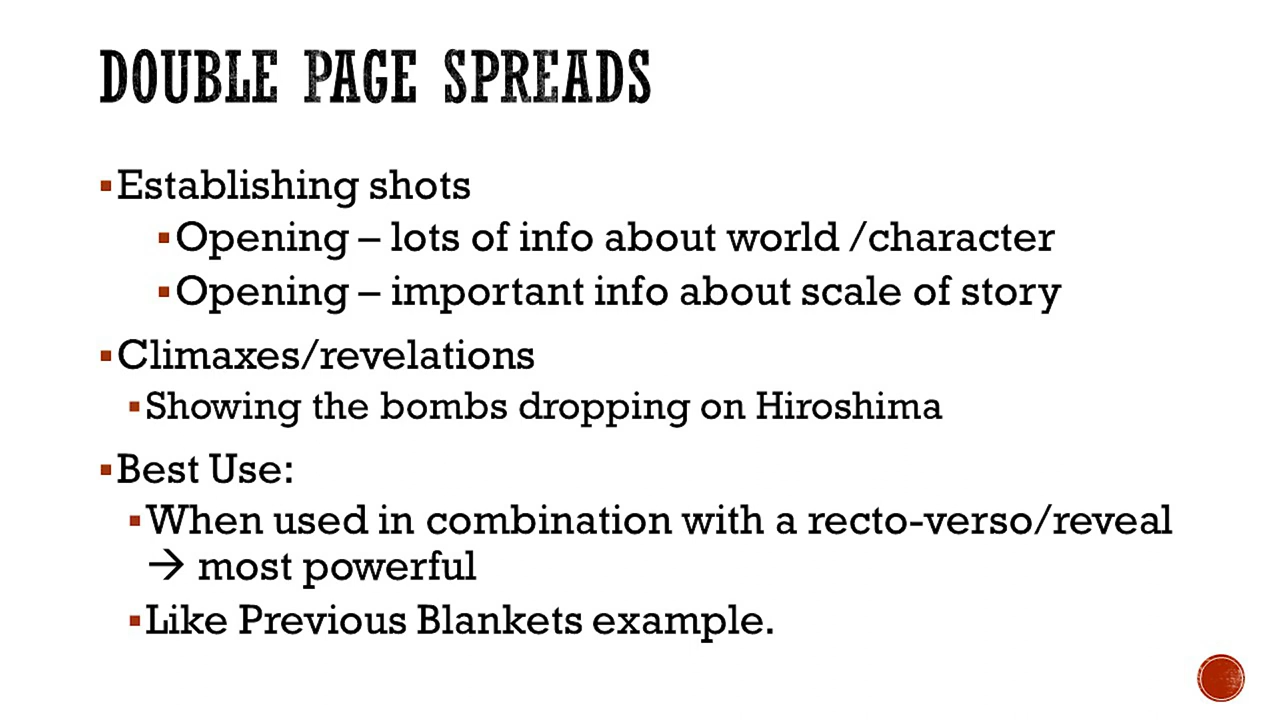 DOUBLE PAGE SPREADS
▪Establishing shots
▪Opening – lots of info about world /character
▪Opening – important info about scale of story
▪Climaxes/revelations
▪Showing the bombs dropping on Hiroshima
▪Best Use:
▪When used in combination with a recto-verso/reveal
→ most powerful
▪Like Previous Blankets example.